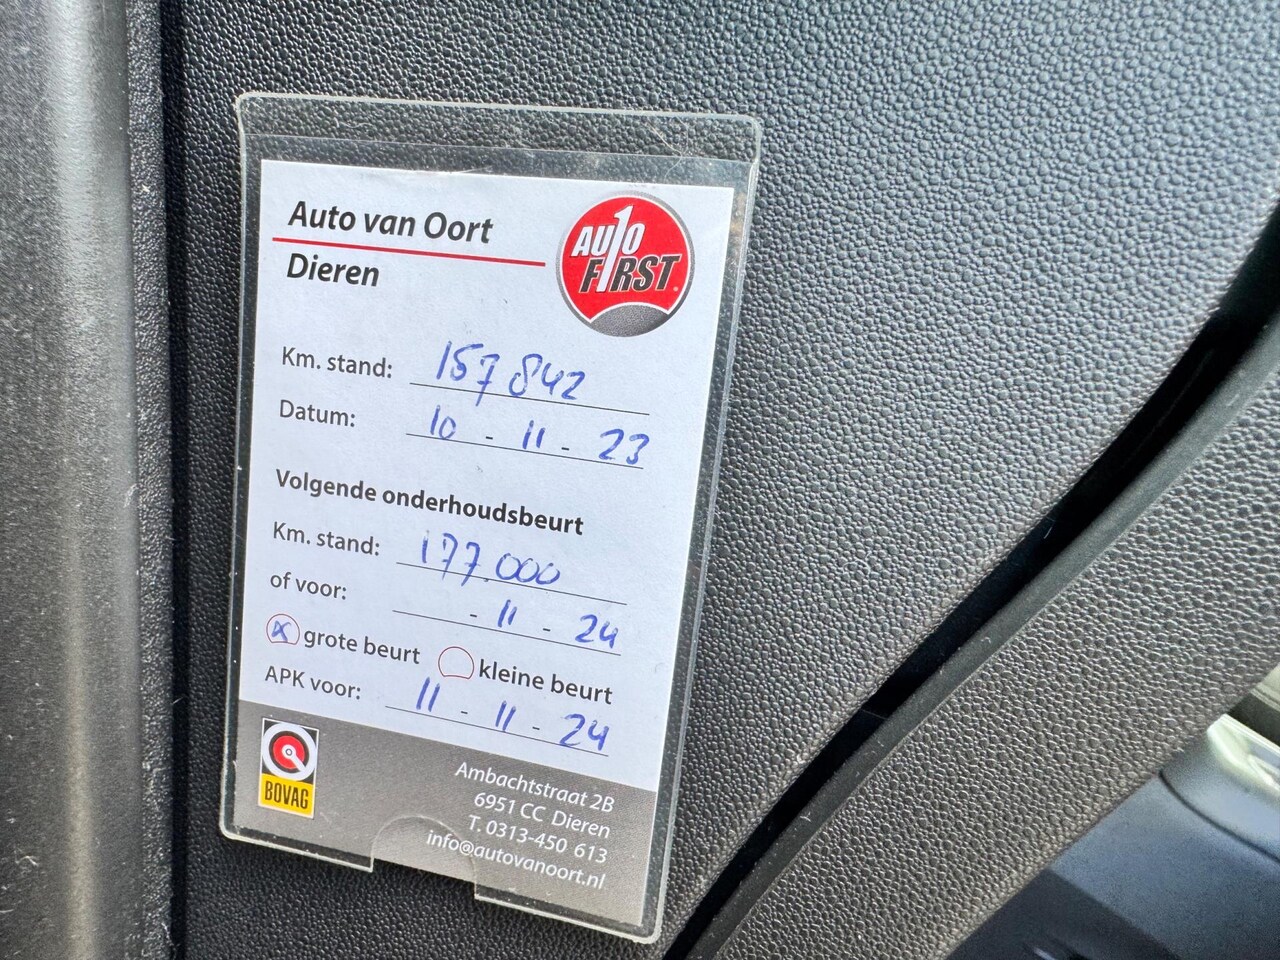 Auto van Oort
Dieren
AUTO
FIRST
Km. stand: 157842
Datum: 10 - 11 - 23
Volgende onderhoudsbeurt
Km. stand: 177.000
of voor: - 11 - 24
x grote beurt kleine beurt
APK voor: 11 - 11 - 24
BOVAG
Ambachtstraat 2B
6951 CC Dieren
T. 0313-450 613
info@autovanoort.nl